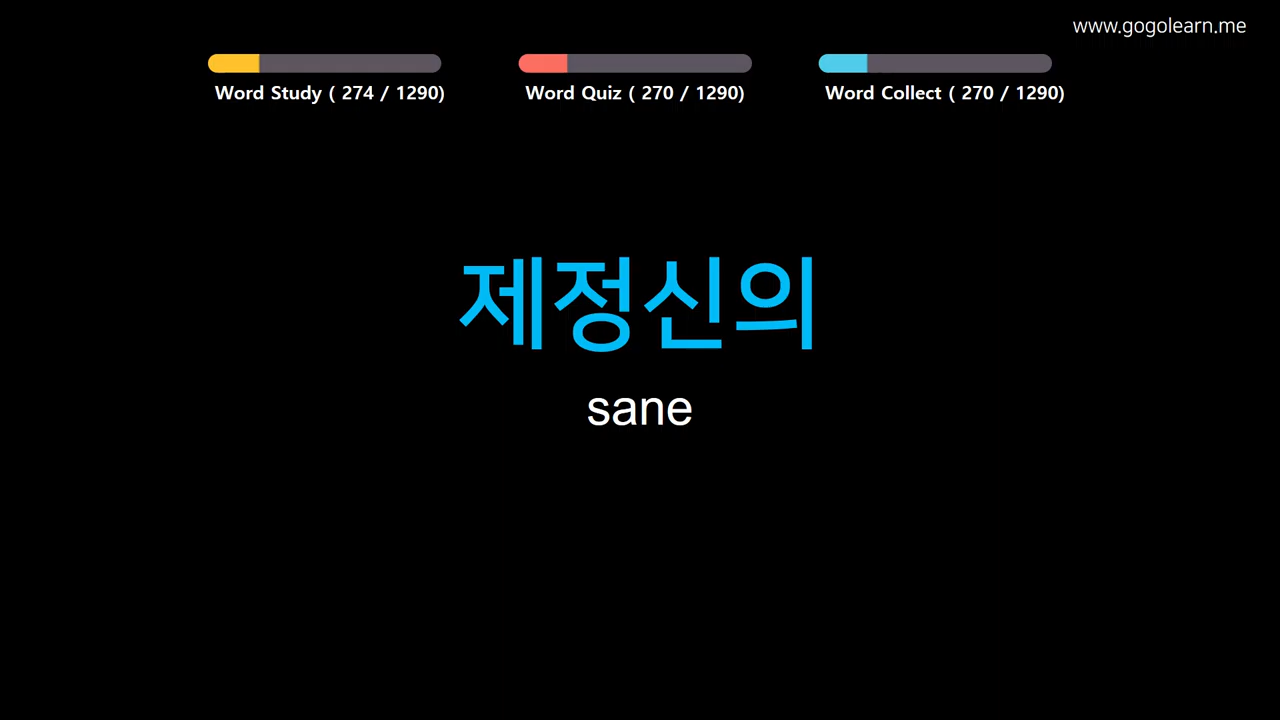 www.gogolearn.me
Word Study ( 274 / 1290)
Word Quiz ( 270 / 1290)
Word Collect ( 270 / 1290)
제정신의
sane